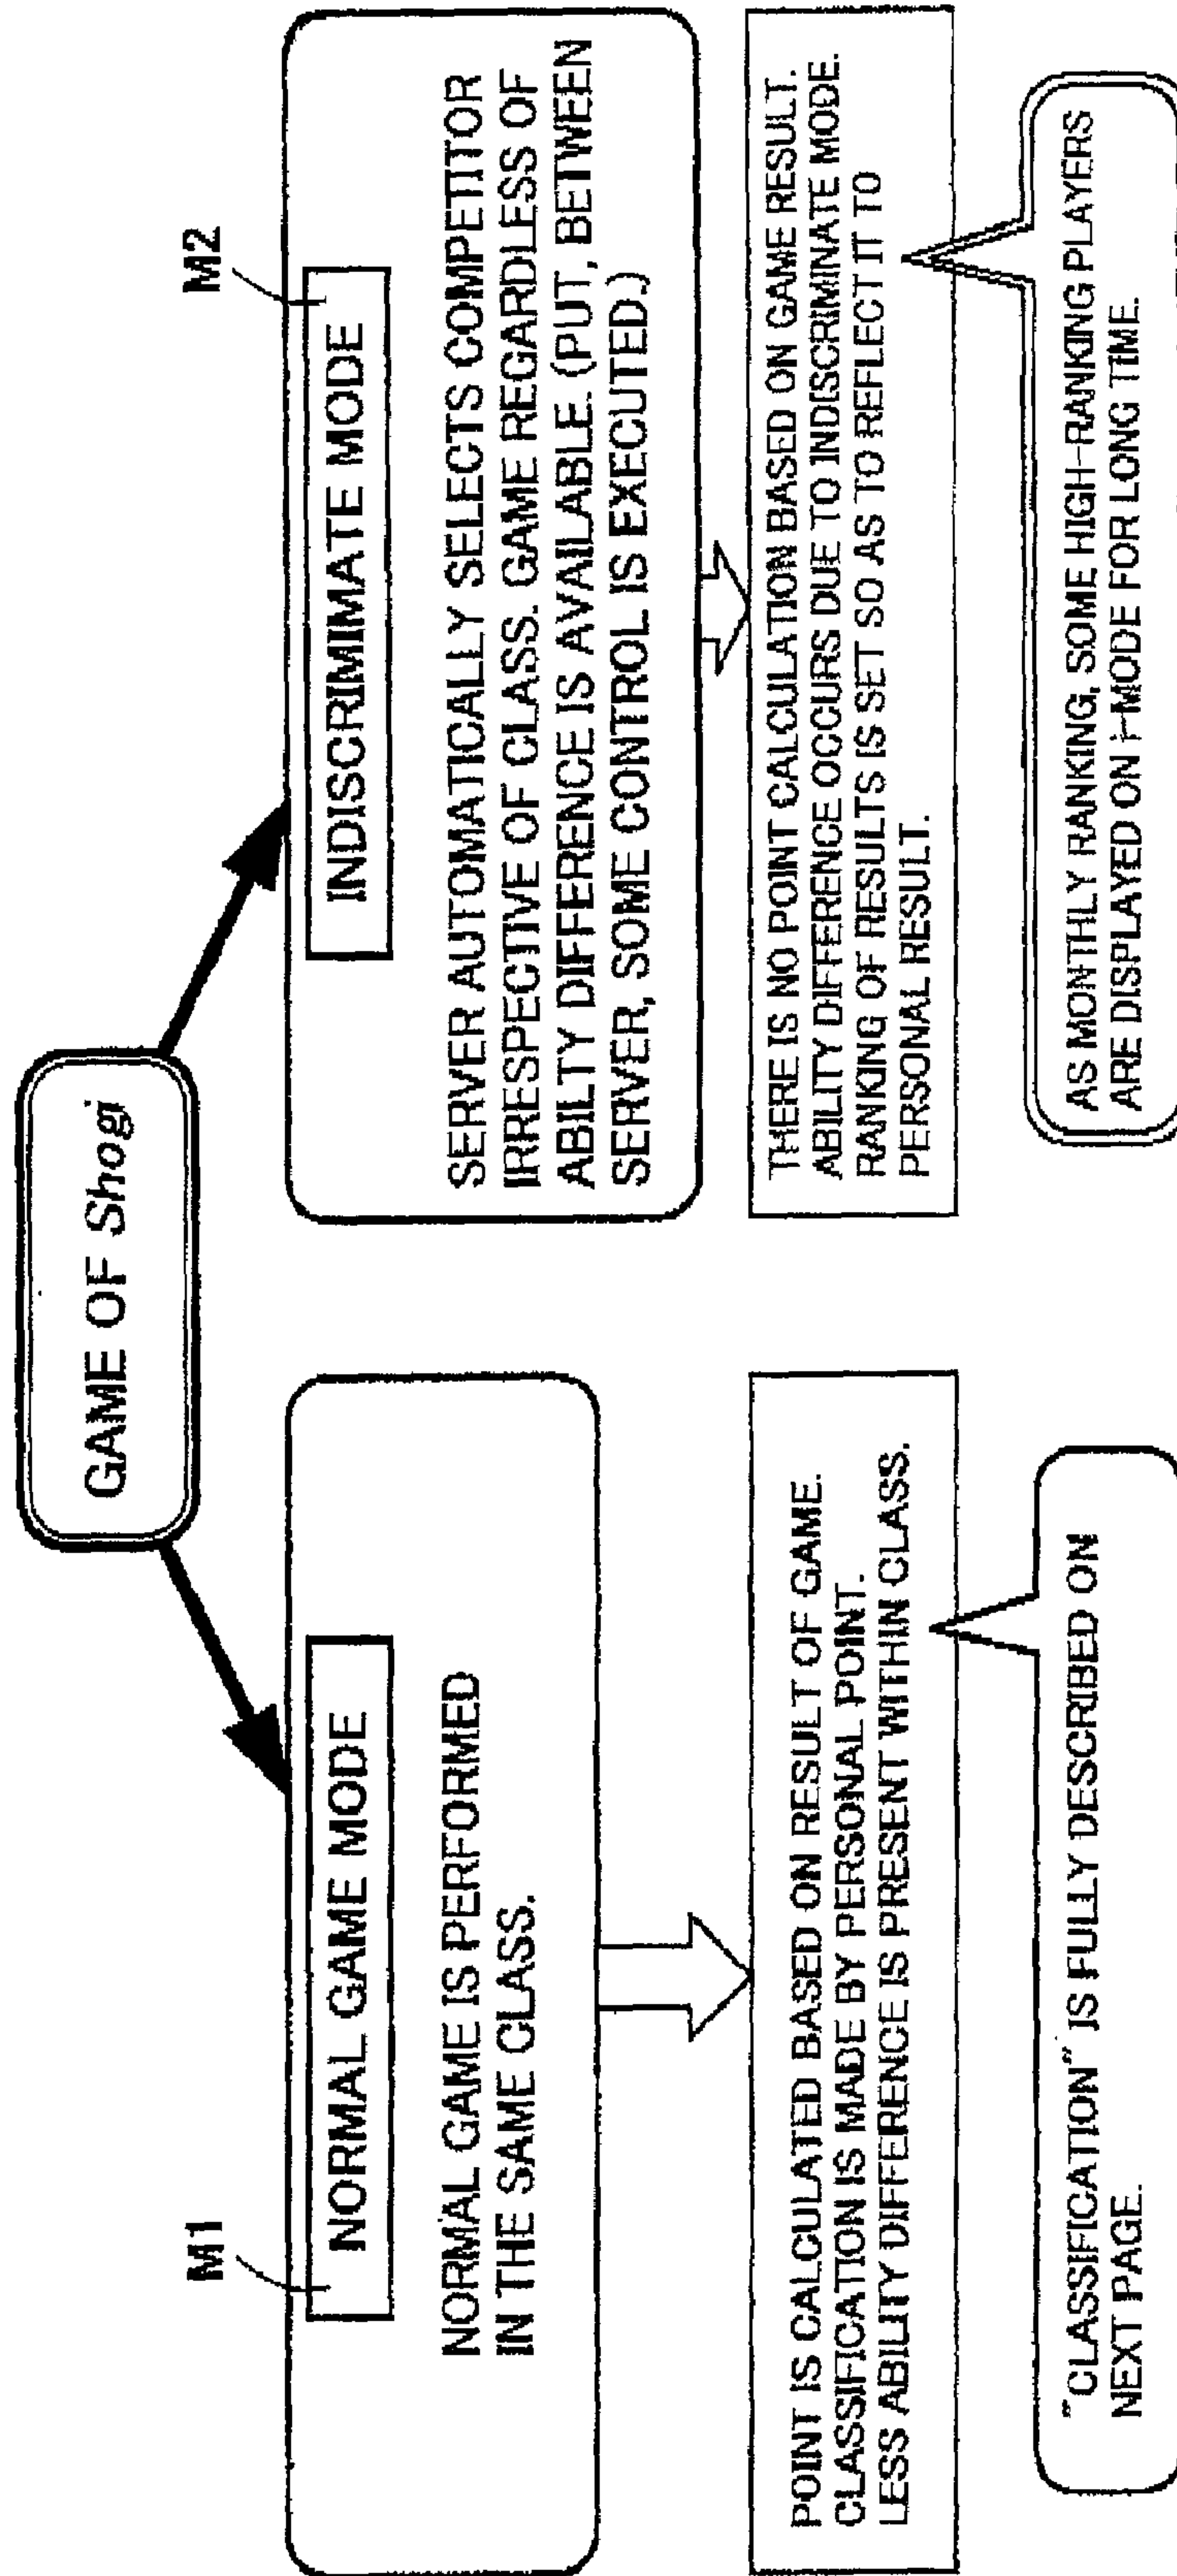 GAME OF Shogi
M1
NORMAL GAME MODE
NORMAL GAME IS PERFORMED
IN THE SAME CLASS.
POINT IS CALCULATED BASED ON RESULT OF GAME.
CLASSIFICATION IS MADE BY PERSONAL POINT.
LESS ABILITY DIFFERENCE IS PRESENT WITHIN CLASS.
"CLASSIFICATION" IS FULLY DESCRIBED ON
NEXT PAGE.
M2
INDISCRIMIMATE MODE
SERVER AUTOMATICALLY SELECTS COMPETITOR
IRRESPECTIVE OF CLASS. GAME REGARDLESS OF
ABILTY DIFFERENCE IS AVAILABLE. (PUT, BETWEEN
SERVER, SOME CONTROL IS EXECUTED.)
THERE IS NO POINT CALCULATION BASED ON GAME RESULT.
ABILITY DIFFERENCE OCCURS DUE TO INDISCRIMINATE MODE.
RANKING OF RESULTS IS SET SO AS TO REFLECT IT TO
PERSONAL RESULT.
AS MONTHLY RANKING, SOME HIGH-RANKING PLAYERS
ARE DISPLAYED ON i-MODE FOR LONG TIME.